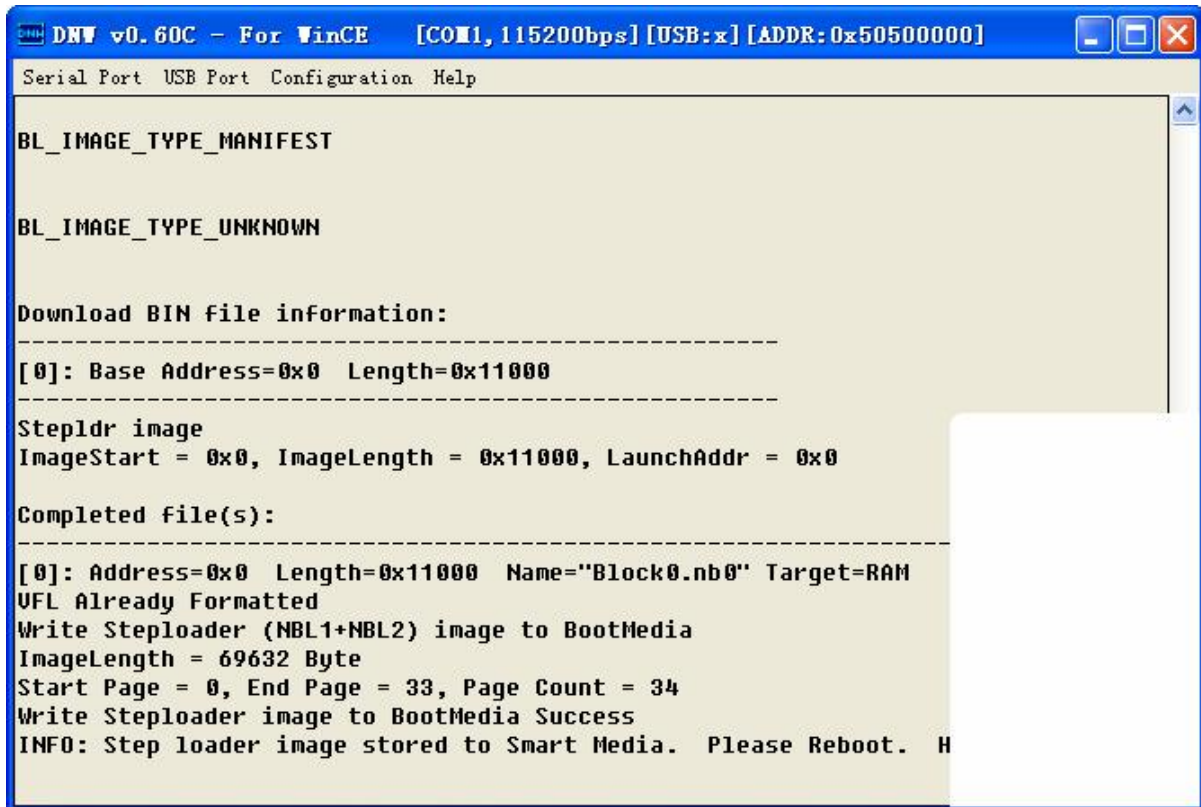 DNW v0.60C - For WinCE [COM1,115200bps][USB:x][ADDR:0x50500000]
Serial Port USB Port Configuration Help
BL_IMAGE_TYPE_MANIFEST
BL_IMAGE_TYPE_UNKNOWN
Download BIN file information:
-----------------------------------------------------
[0]: Base Address=0x0  Length=0x11000
-----------------------------------------------------
Stepldr image
ImageStart = 0x0, ImageLength = 0x11000, LaunchAddr = 0x0
Completed file(s):
-----------------------------------------------------------------
[0]: Address=0x0  Length=0x11000  Name="Block0.nb0" Target=RAM
VFL Already Formatted
Write Steploader (NBL1+NBL2) image to BootMedia
ImageLength = 69632 Byte
Start Page = 0, End Page = 33, Page Count = 34
Write Steploader image to BootMedia Success
INFO: Step loader image stored to Smart Media.  Please Reboot.